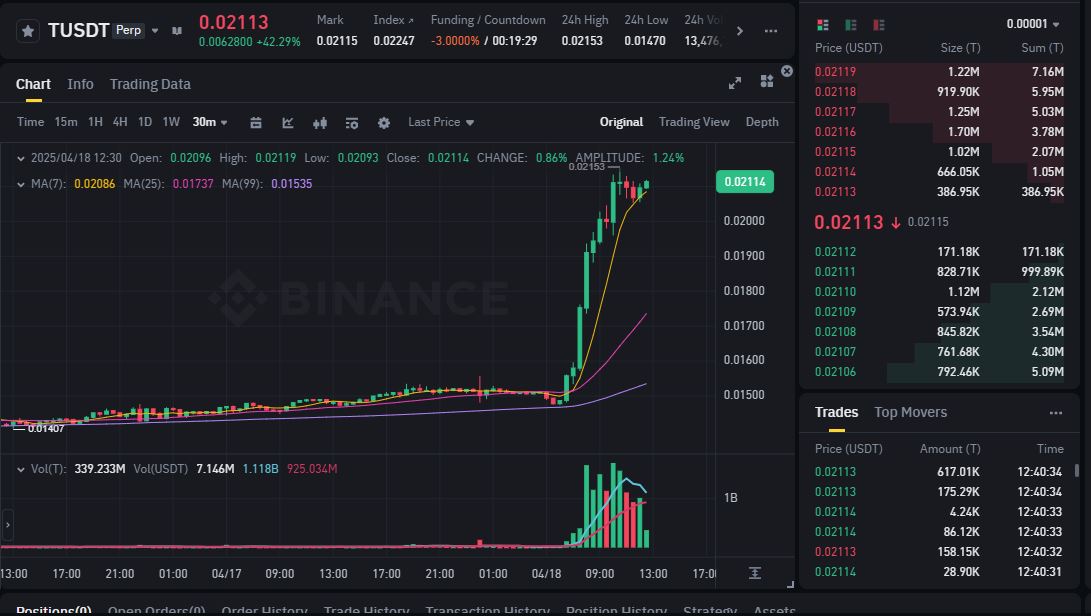 TUSDT Perp
0.02113
0.0062800 +42.29%
Mark
0.02115
Index
0.02247
Funding / Countdown
-3.0000% / 00:19:29
24h High
0.02153
24h Low
0.01470
24h Vol
13,476,
Chart Info Trading Data
Time 15m 1H 4H 1D 1W 30m Last Price Original Trading View Depth
2025/04/18 12:30 Open: 0.02096 High: 0.02119 Low: 0.02093 Close: 0.02114 CHANGE: 0.86% AMPLITUDE: 1.24%
MA(7): 0.02086 MA(25): 0.01737 MA(99): 0.01535
0.02153
0.02114
0.02000
0.01900
0.01800
0.01700
0.01600
0.01500
BINANCE
0.01407
Vol(T): 339.233M Vol(USDT) 7.146M 1.118B 925.034M
1B
13:00 17:00 21:00 01:00 04/17 09:00 13:00 17:00 21:00 01:00 04/18 09:00 13:00 17:0
Positions(0) Open Orders(0) Order History Trade History Transaction History Position History Strategy Assets
0.00001
Price (USDT) Size (T) Sum (T)
0.02119 1.22M 7.16M
0.02118 919.90K 5.95M
0.02117 1.25M 5.03M
0.02116 1.70M 3.78M
0.02115 1.02M 2.07M
0.02114 666.05K 1.05M
0.02113 386.95K 386.95K
0.02113 ↓ 0.02115
0.02112 171.18K 171.18K
0.02111 828.71K 999.89K
0.02110 1.12M 2.12M
0.02109 573.94K 2.69M
0.02108 845.82K 3.54M
0.02107 761.68K 4.30M
0.02106 792.46K 5.09M
Trades Top Movers
Price (USDT) Amount (T) Time
0.02113 617.01K 12:40:34
0.02113 175.29K 12:40:34
0.02114 4.24K 12:40:33
0.02114 86.12K 12:40:33
0.02113 158.15K 12:40:32
0.02114 28.90K 12:40:31